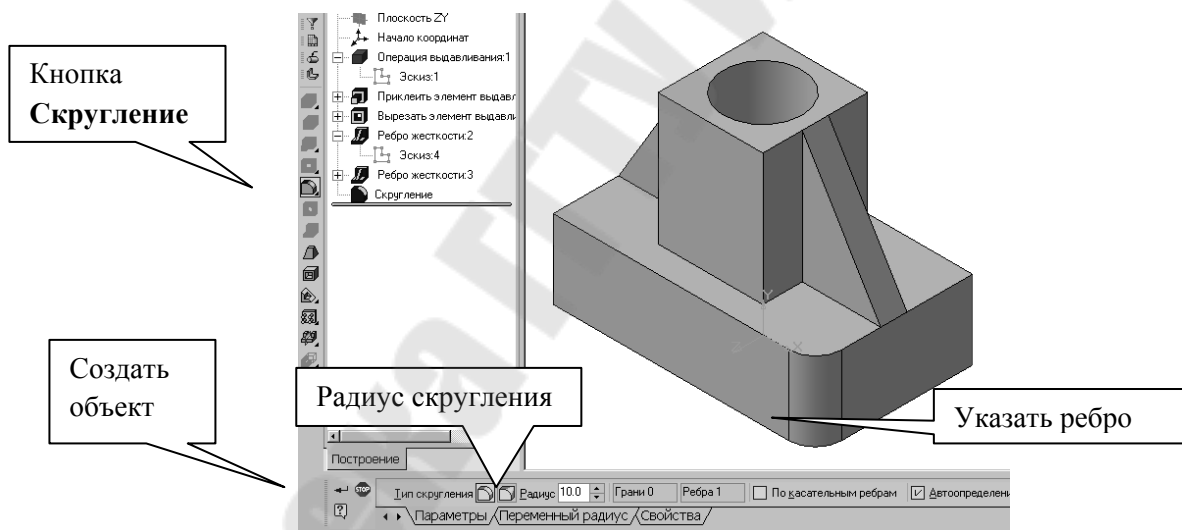 Кнопка
Скругление
Плоскость ZY
Начало координат
Операция выдавливания:1
Эскиз:1
Приклеить элемент выдавл
Вырезать элемент выдавли
Ребро жесткости:2
Эскиз:4
Ребро жесткости:3
Скругление
Y
Z
X
Создать
объект
Радиус скругления
Указать ребро
Построение
STOP
Тип скругления Радиус 10.0 Грани 0 Ребра 1 По касательным ребрам Автоопределени
Параметры Переменный радиус Свойства